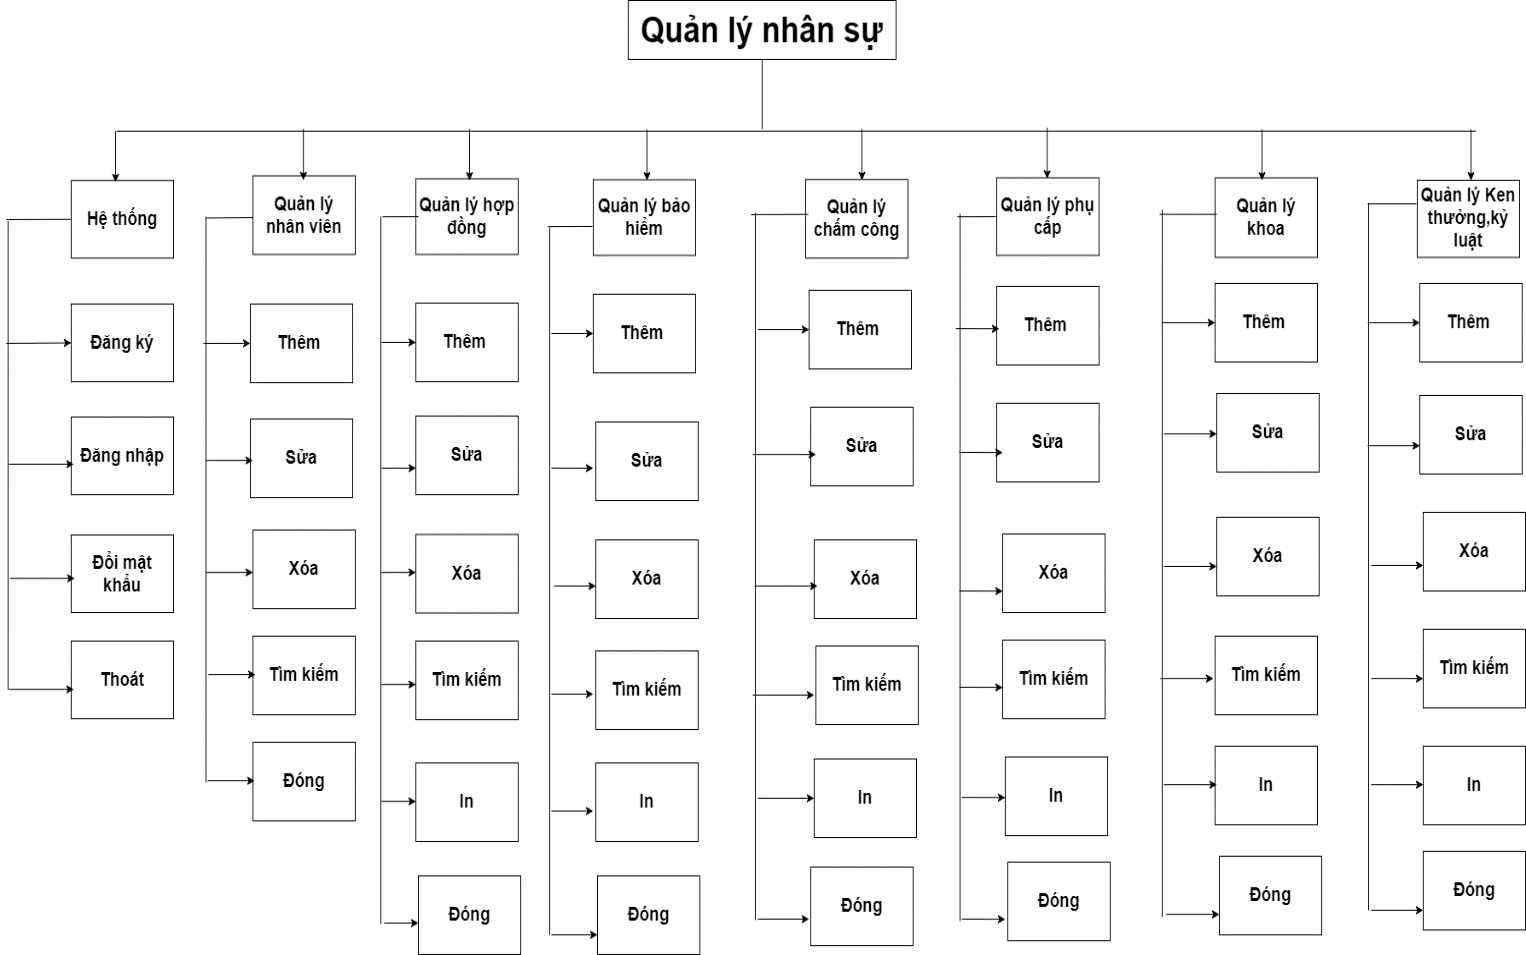 Quản lý nhân sự
Hệ thống
Đăng ký
Đăng nhập
Đổi mật
khẩu
Thoát
Quản lý
nhân viên
Thêm
Sửa
Xóa
Tìm kiếm
Đóng
Quản lý hợp
đồng
Thêm
Sửa
Xóa
Tìm kiếm
In
Đóng
Quản lý bảo
hiểm
Thêm
Sửa
Xóa
Tìm kiếm
In
Đóng
Quản lý
chấm công
Thêm
Sửa
Xóa
Tìm kiếm
In
Đóng
Quản lý phụ
cấp
Thêm
Sửa
Xóa
Tìm kiếm
In
Đóng
Quản lý
khoa
Thêm
Sửa
Xóa
Tìm kiếm
In
Đóng
Quản lý Ken
thưởng,kỷ
luật
Thêm
Sửa
Xóa
Tìm kiếm
In
Đóng